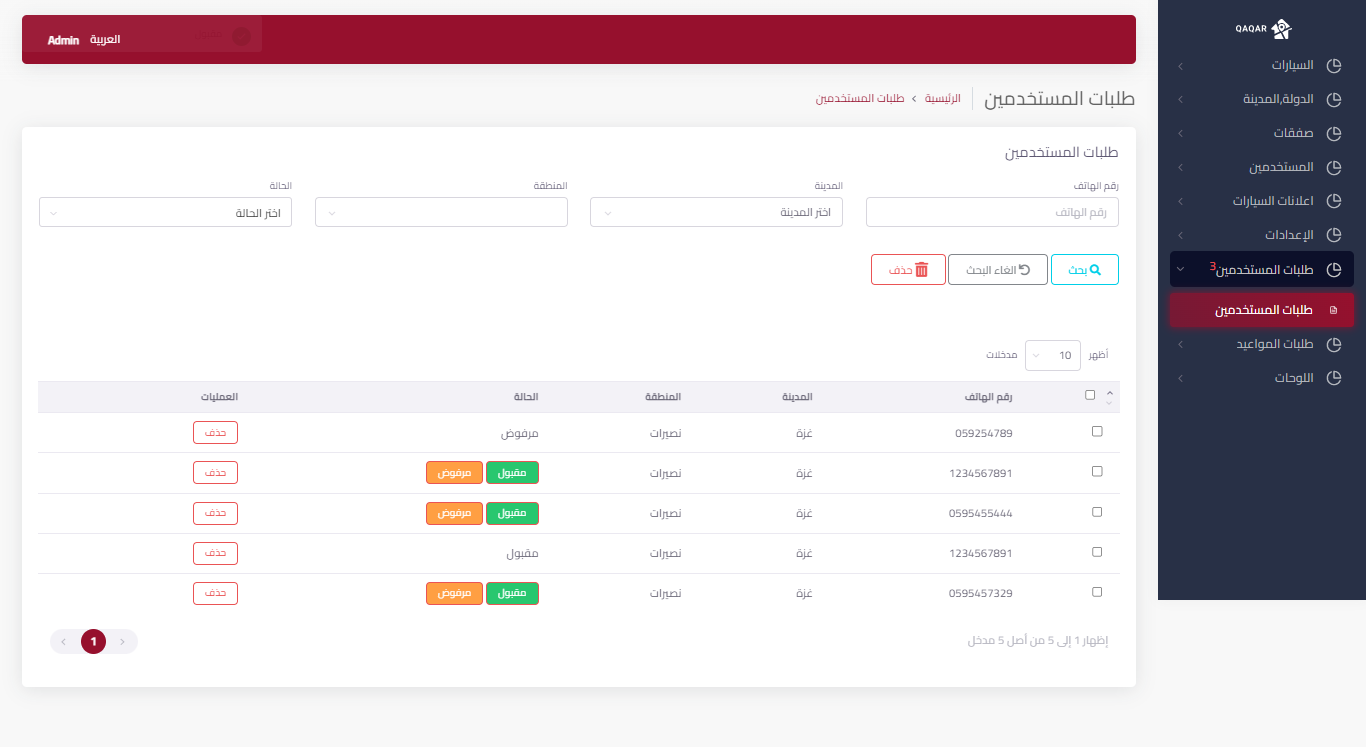 QAQAR
السيارات
الدولة,المدينة
صفقات
المستخدمين
اعلانات السيارات
الإعدادات
طلبات المستخدمين 3
طلبات المستخدمين
طلبات المواعيد
اللوحات
العربية Admin
طلبات المستخدمين الرئيسية طلبات المستخدمين
طلبات المستخدمين
رقم الهاتف المدينة المنطقة الحالة
رقم الهاتف اختر المدينة اختر الحالة
بحث الغاء البحث حذف
أظهر 10 مدخلات
رقم الهاتف المدينة المنطقة الحالة العمليات
059254789 غزة نصيرات مرفوض حذف
1234567891 غزة نصيرات مقبول مرفوض حذف
0595455444 غزة نصيرات مقبول مرفوض حذف
1234567891 غزة نصيرات مقبول حذف
0595457329 غزة نصيرات مقبول مرفوض حذف
إظهار 1 إلى 5 من أصل 5 مدخل
1